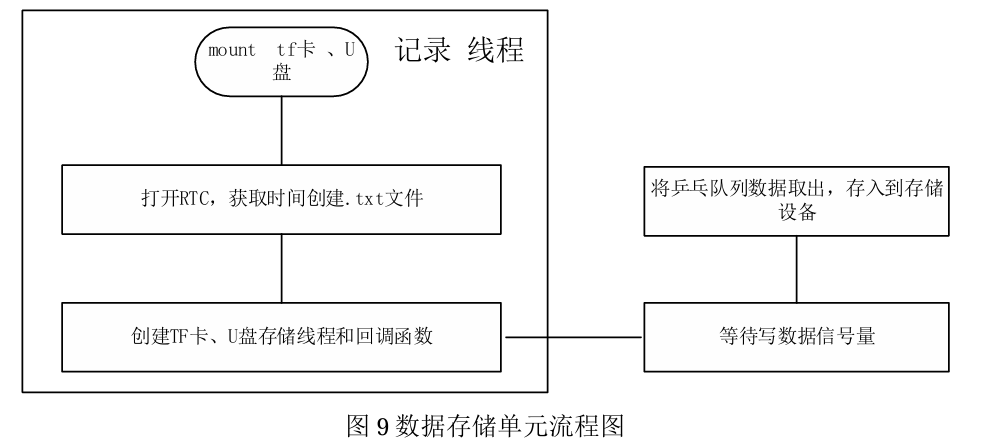 mount tf卡 、U
盘
记录 线程
打开RTC，获取时间创建.txt文件
将乒乓队列数据取出，存入到存储
设备
创建TF卡、U盘存储线程和回调函数
等待写数据信号量
图 9 数据存储单元流程图